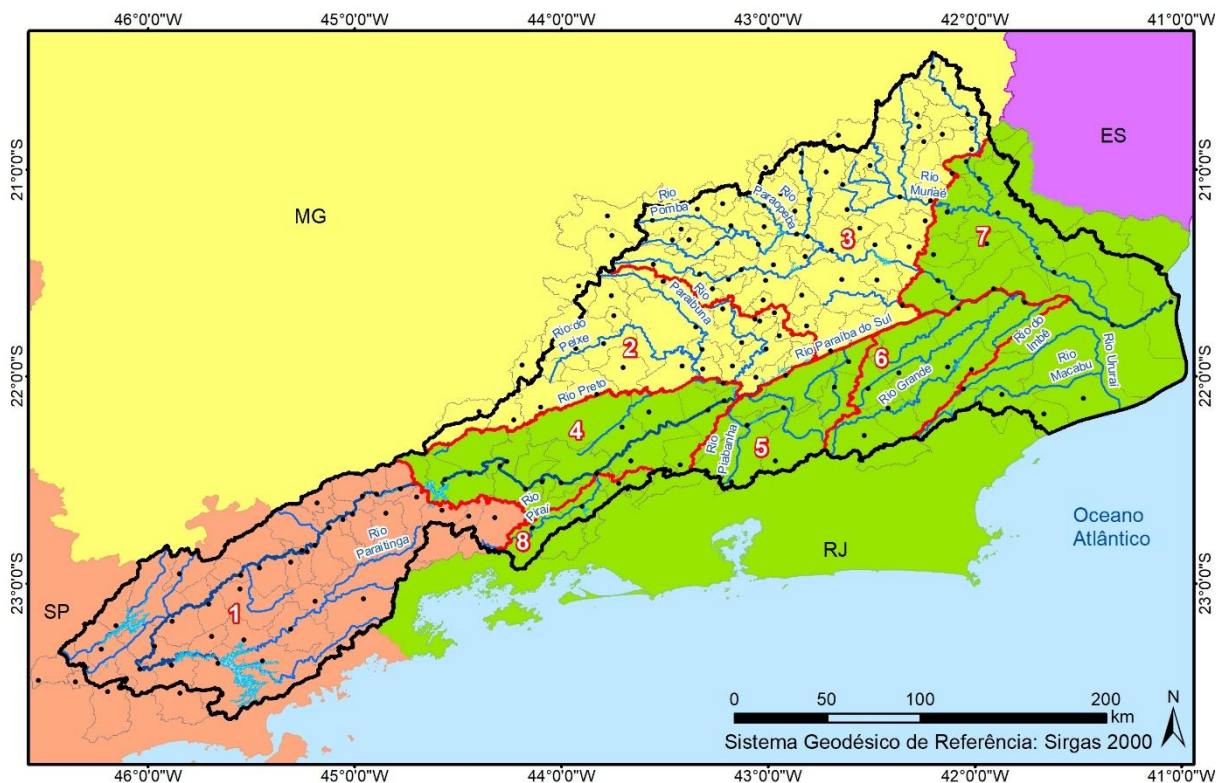 46°0'0"W
45°0'0"W
44°0'0"W
43°0'0"W
42°0'0"W
41°0'0"W
21°0'0"S
21°0'0"S
22°0'0"S
22°0'0"S
23°0'0"S
23°0'0"S
MG
ES
SP
RJ
Rio
Pomba
Rio
Paraopeba
Rio
Rio
Muriaé
3
7
Rio
Paraibuna
Rio do
Peixe
2
Rio Paraíba do Sul
6
Rio do
Imbé
Rio Grande
Rio
Macabu
Rio Ururaí
Rio Preto
4
Rio
Piabanha
5
Rio
Piraí
8
Rio
Paraitinga
1
Oceano
Atlântico
0
50
100
200
km
N
Sistema Geodésico de Referência: Sirgas 2000
46°0'0"W
45°0'0"W
44°0'0"W
43°0'0"W
42°0'0"W
41°0'0"W